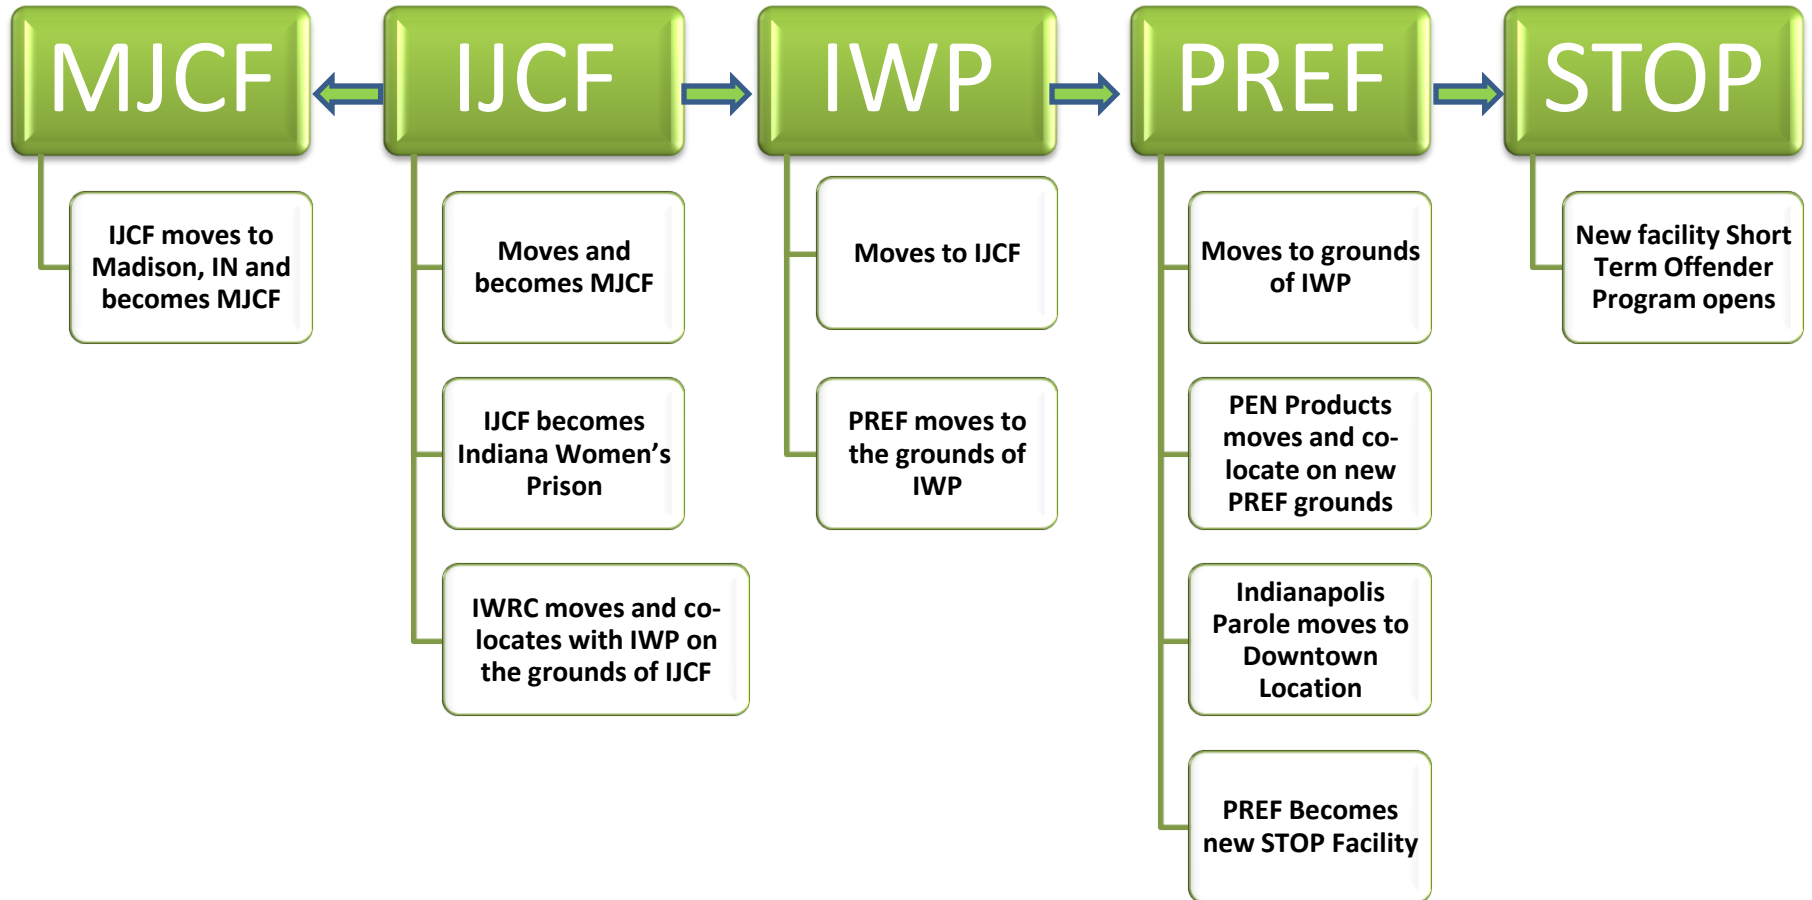 MJCF
IJCF moves to
Madison, IN and
becomes MJCF
IJCF
Moves and
becomes MJCF
IJCF becomes
Indiana Women’s
Prison
IWRC moves and co-
locates with IWP on
the grounds of IJCF
IWP
Moves to IJCF
PREF moves to
the grounds of
IWP
PREF
Moves to grounds
of IWP
PEN Products
moves and co-
locate on new
PREF grounds
Indianapolis
Parole moves to
Downtown
Location
PREF Becomes
new STOP Facility
STOP
New facility Short
Term Offender
Program opens